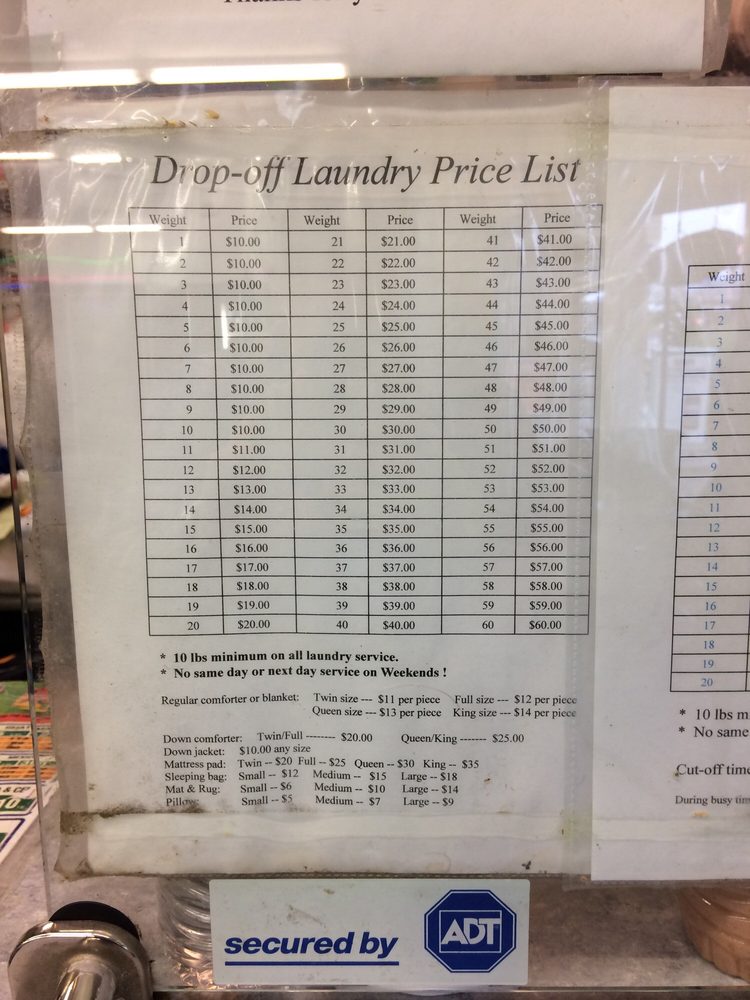 Drop-off Laundry Price List
Weight Price Weight Price Weight Price
1 $10.00 21 $21.00 41 $41.00
2 $10.00 22 $22.00 42 $42.00
3 $10.00 23 $23.00 43 $43.00
4 $10.00 24 $24.00 44 $44.00
5 $10.00 25 $25.00 45 $45.00
6 $10.00 26 $26.00 46 $46.00
7 $10.00 27 $27.00 47 $47.00
8 $10.00 28 $28.00 48 $48.00
9 $10.00 29 $29.00 49 $49.00
10 $10.00 30 $30.00 50 $50.00
11 $11.00 31 $31.00 51 $51.00
12 $12.00 32 $32.00 52 $52.00
13 $13.00 33 $33.00 53 $53.00
14 $14.00 34 $34.00 54 $54.00
15 $15.00 35 $35.00 55 $55.00
16 $16.00 36 $36.00 56 $56.00
17 $17.00 37 $37.00 57 $57.00
18 $18.00 38 $38.00 58 $58.00
19 $19.00 39 $39.00 59 $59.00
20 $20.00 40 $40.00 60 $60.00
* 10 lbs minimum on all laundry service.
* No same day or next day service on Weekends !
Regular comforter or blanket: Twin size --- $11 per piece Full size --- $12 per piece
Queen size --- $13 per piece King size --- $14 per piece
Down comforter: Twin/Full ------- $20.00 Queen/King ------- $25.00
Down jacket: $10.00 any size
Mattress pad: Twin -- $20 Full -- $25 Queen -- $30 King -- $35
Sleeping bag: Small -- $12 Medium -- $15 Large -- $18
Mat & Rug: Small -- $6 Medium -- $10 Large -- $14
Pillow: Small -- $5 Medium -- $7 Large -- $9
Weight
1
2
3
4
5
6
7
8
9
10
11
12
13
14
15
16
17
18
19
20
* 10 lbs m
* No same
Cut-off time
During busy tim
secured by ADT